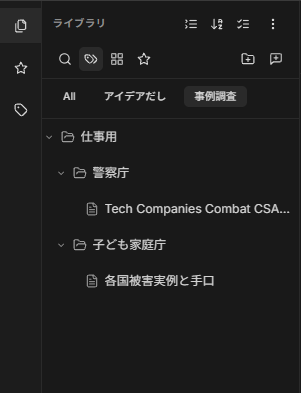 ライブラリ
All アイデアだし 事例調査
仕事用
警察庁
Tech Companies Combat CSA...
子ども家庭庁
各国被害実例と手口